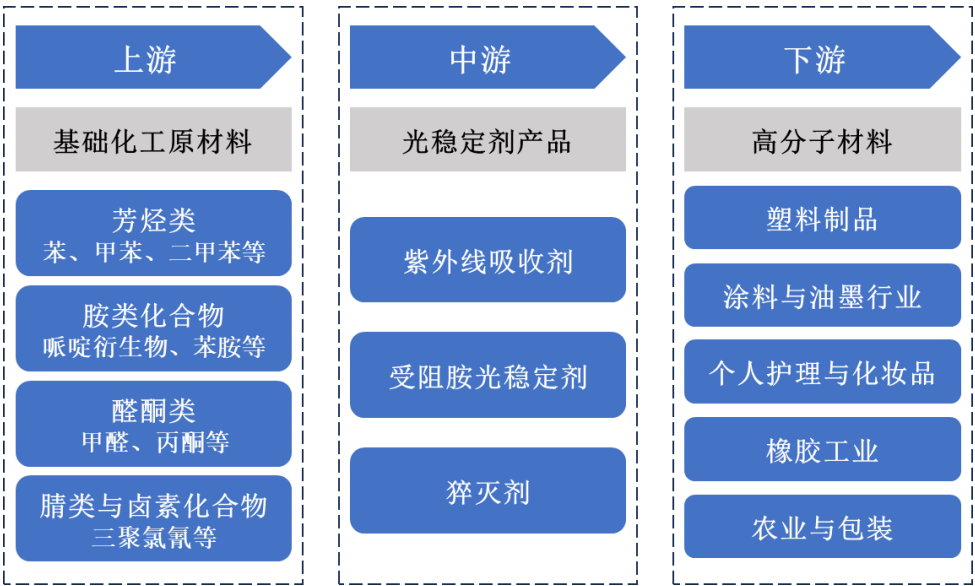 上游
基础化工原材料
芳烃类
苯、甲苯、二甲苯等
胺类化合物
哌啶衍生物、苯胺等
醛酮类
甲醛、丙酮等
腈类与卤素化合物
三聚氯氰等
中游
光稳定剂产品
紫外线吸收剂
受阻胺光稳定剂
猝灭剂
下游
高分子材料
塑料制品
涂料与油墨行业
个人护理与化妆品
橡胶工业
农业与包装